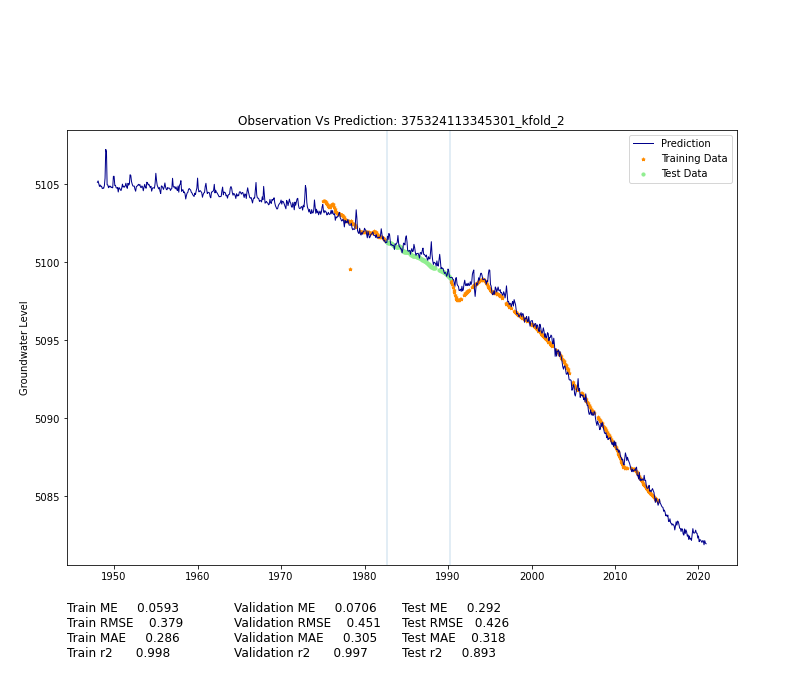 Observation Vs Prediction: 375324113345301_kfold_2
Prediction
Training Data
Test Data
Groundwater Level
5105
5100
5095
5090
5085
1950 1960 1970 1980 1990 2000 2010 2020
Train ME 0.0593 Validation ME 0.0706 Test ME 0.292
Train RMSE 0.379 Validation RMSE 0.451 Test RMSE 0.426
Train MAE 0.286 Validation MAE 0.305 Test MAE 0.318
Train r2 0.998 Validation r2 0.997 Test r2 0.893